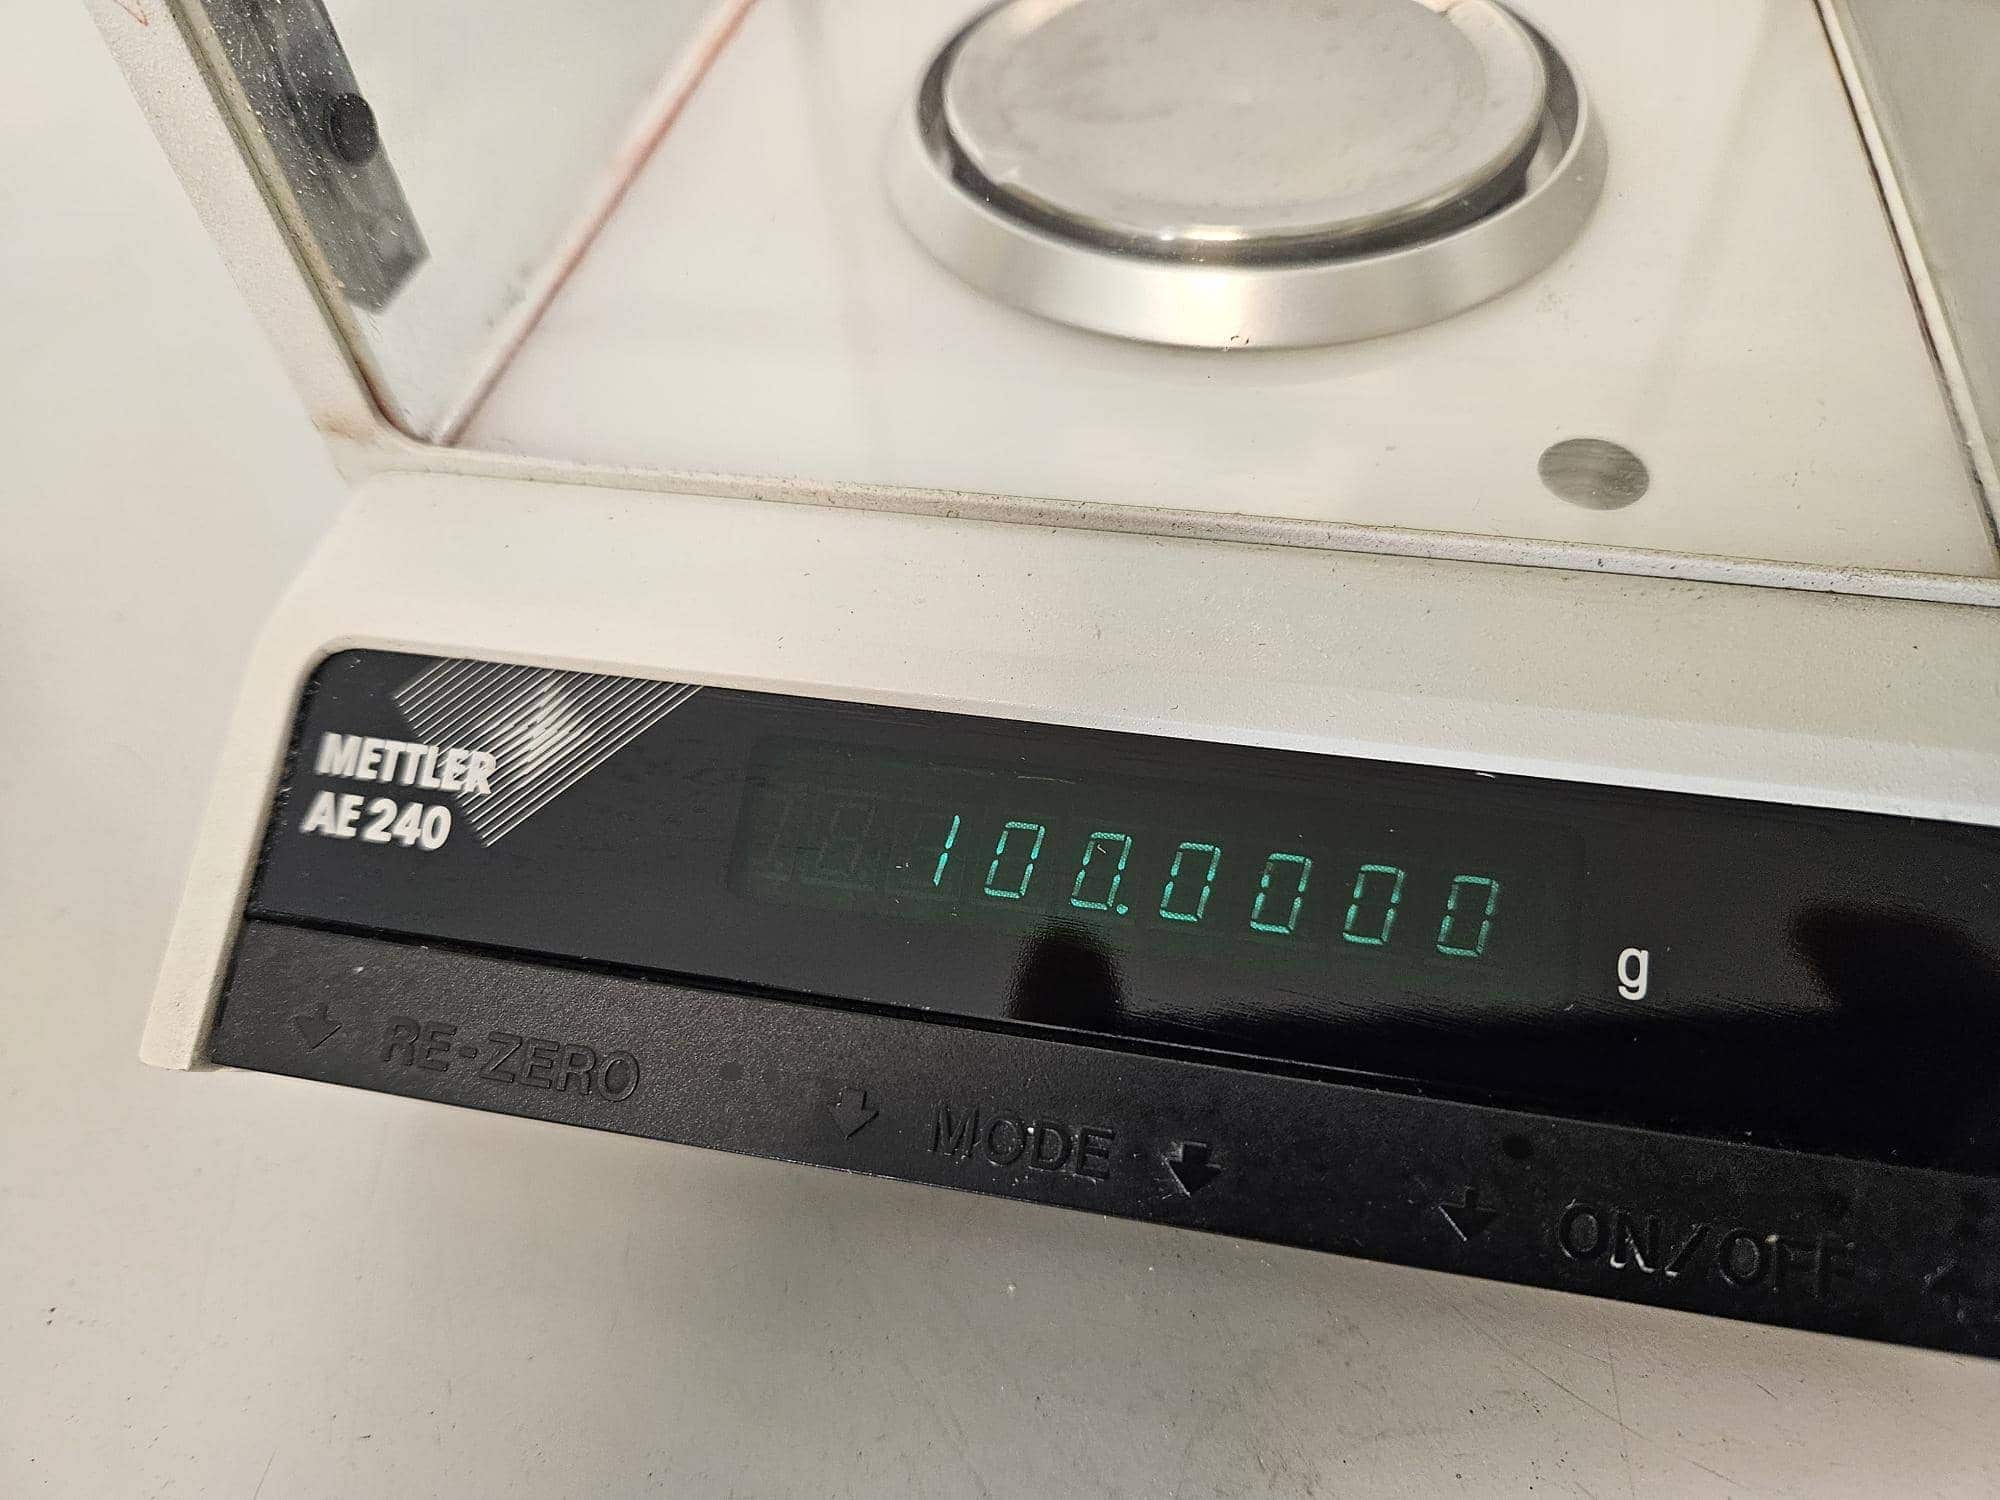 METTLER
AE 240
100.0000 g
RE-ZERO
MODE
ON/OFF